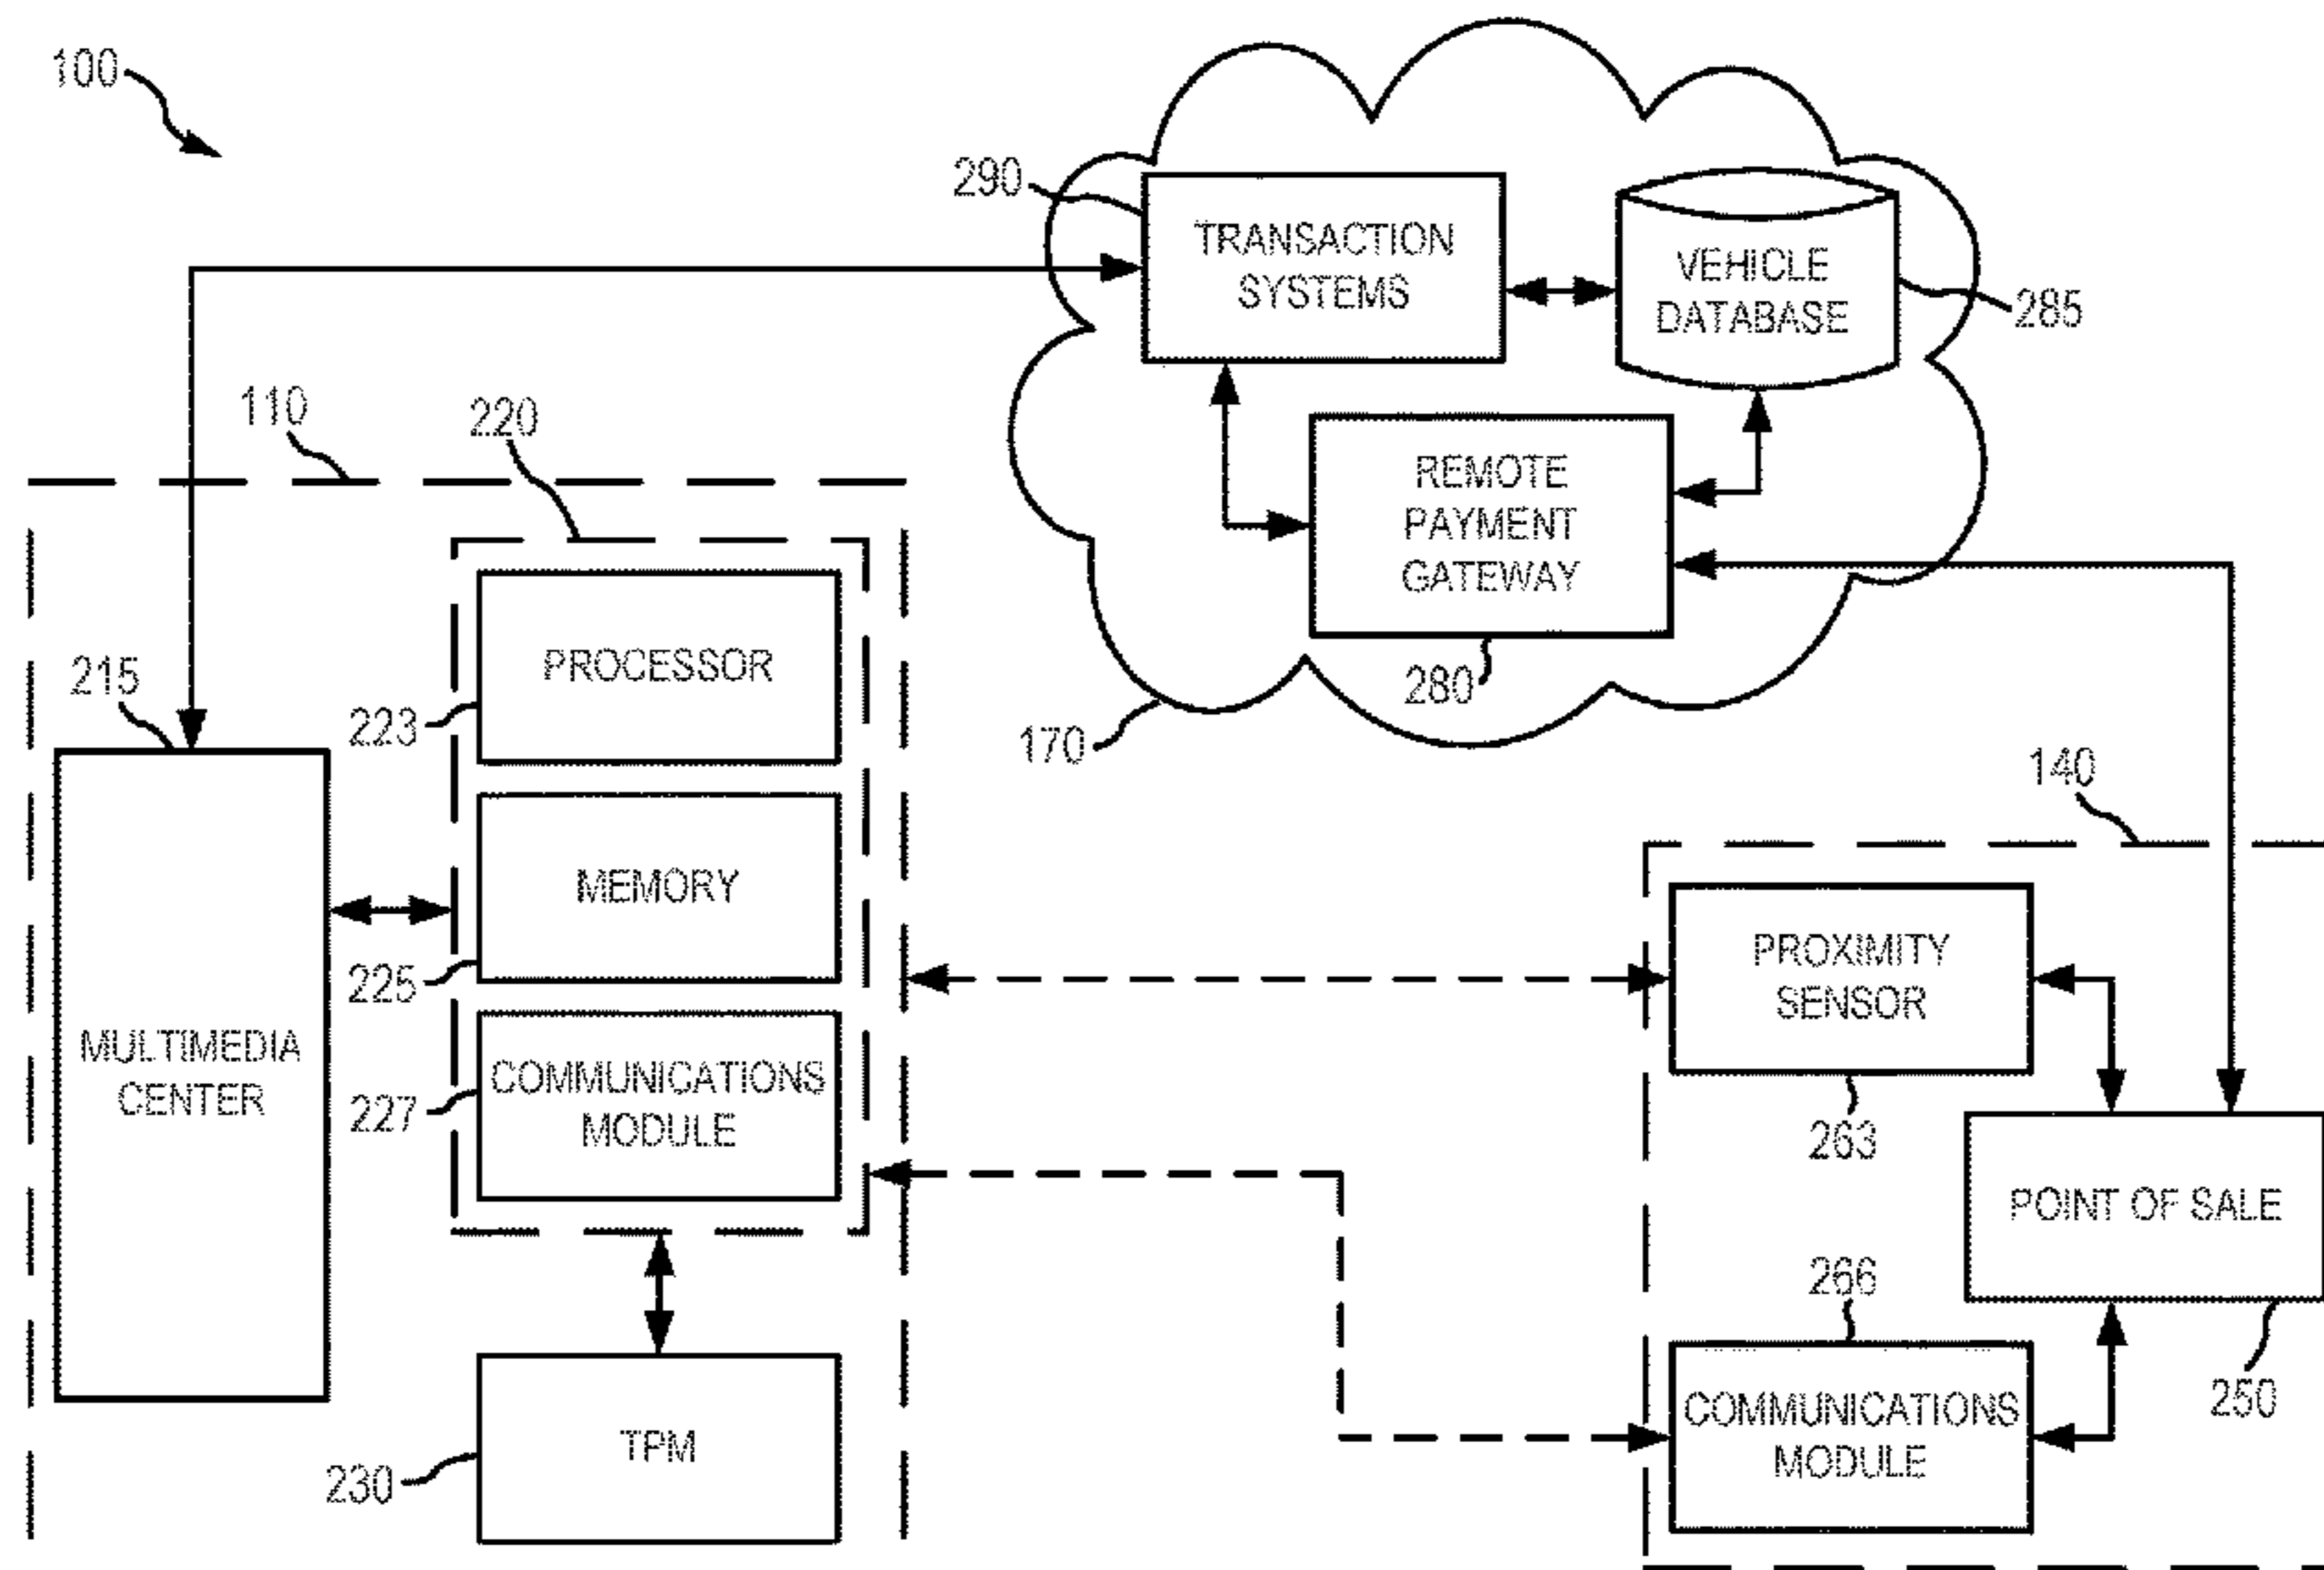 100
290
TRANSACTION
SYSTEMS
VEHICLE
DATABASE
285
110
220
REMOTE
PAYMENT
GATEWAY
280
170
215
PROCESSOR
223
MEMORY
225
MULTIMEDIA
CENTER
COMMUNICATIONS
MODULE
227
TPM
230
140
PROXIMITY
SENSOR
263
POINT OF SALE
250
266
COMMUNICATIONS
MODULE